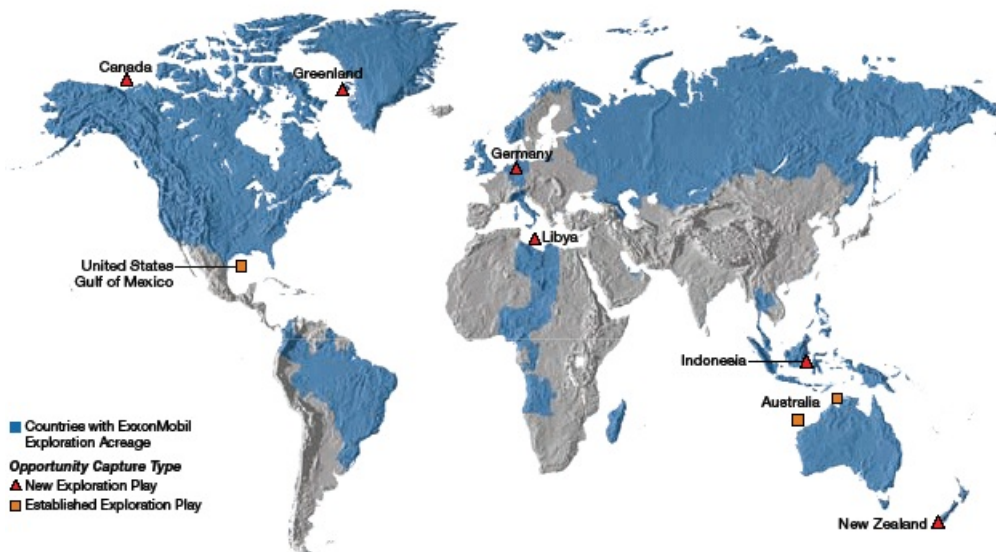 Canada
Greenland
Germany
Libya
United States
Gulf of Mexico
Indonesia
Australia
New Zealand
Countries with ExxonMobil
Exploration Acreage
Opportunity Capture Type
New Exploration Play
Established Exploration Play